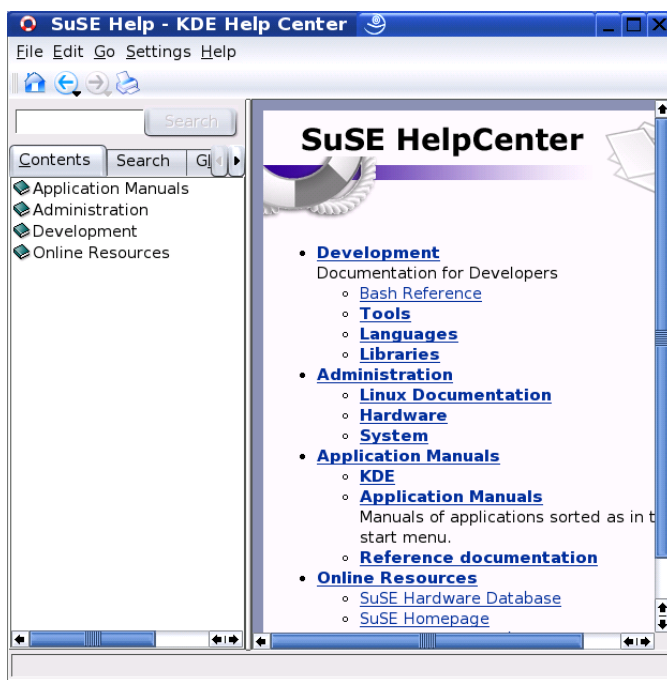 SuSE Help - KDE Help Center
File Edit Go Settings Help
Search
Contents Search
Application Manuals
Administration
Development
Online Resources
SuSE HelpCenter
Development
Documentation for Developers
Bash Reference
Tools
Languages
Libraries
Administration
Linux Documentation
Hardware
System
Application Manuals
KDE
Application Manuals
Manuals of applications sorted as in t
start menu.
Reference documentation
Online Resources
SuSE Hardware Database
SuSE Homepage